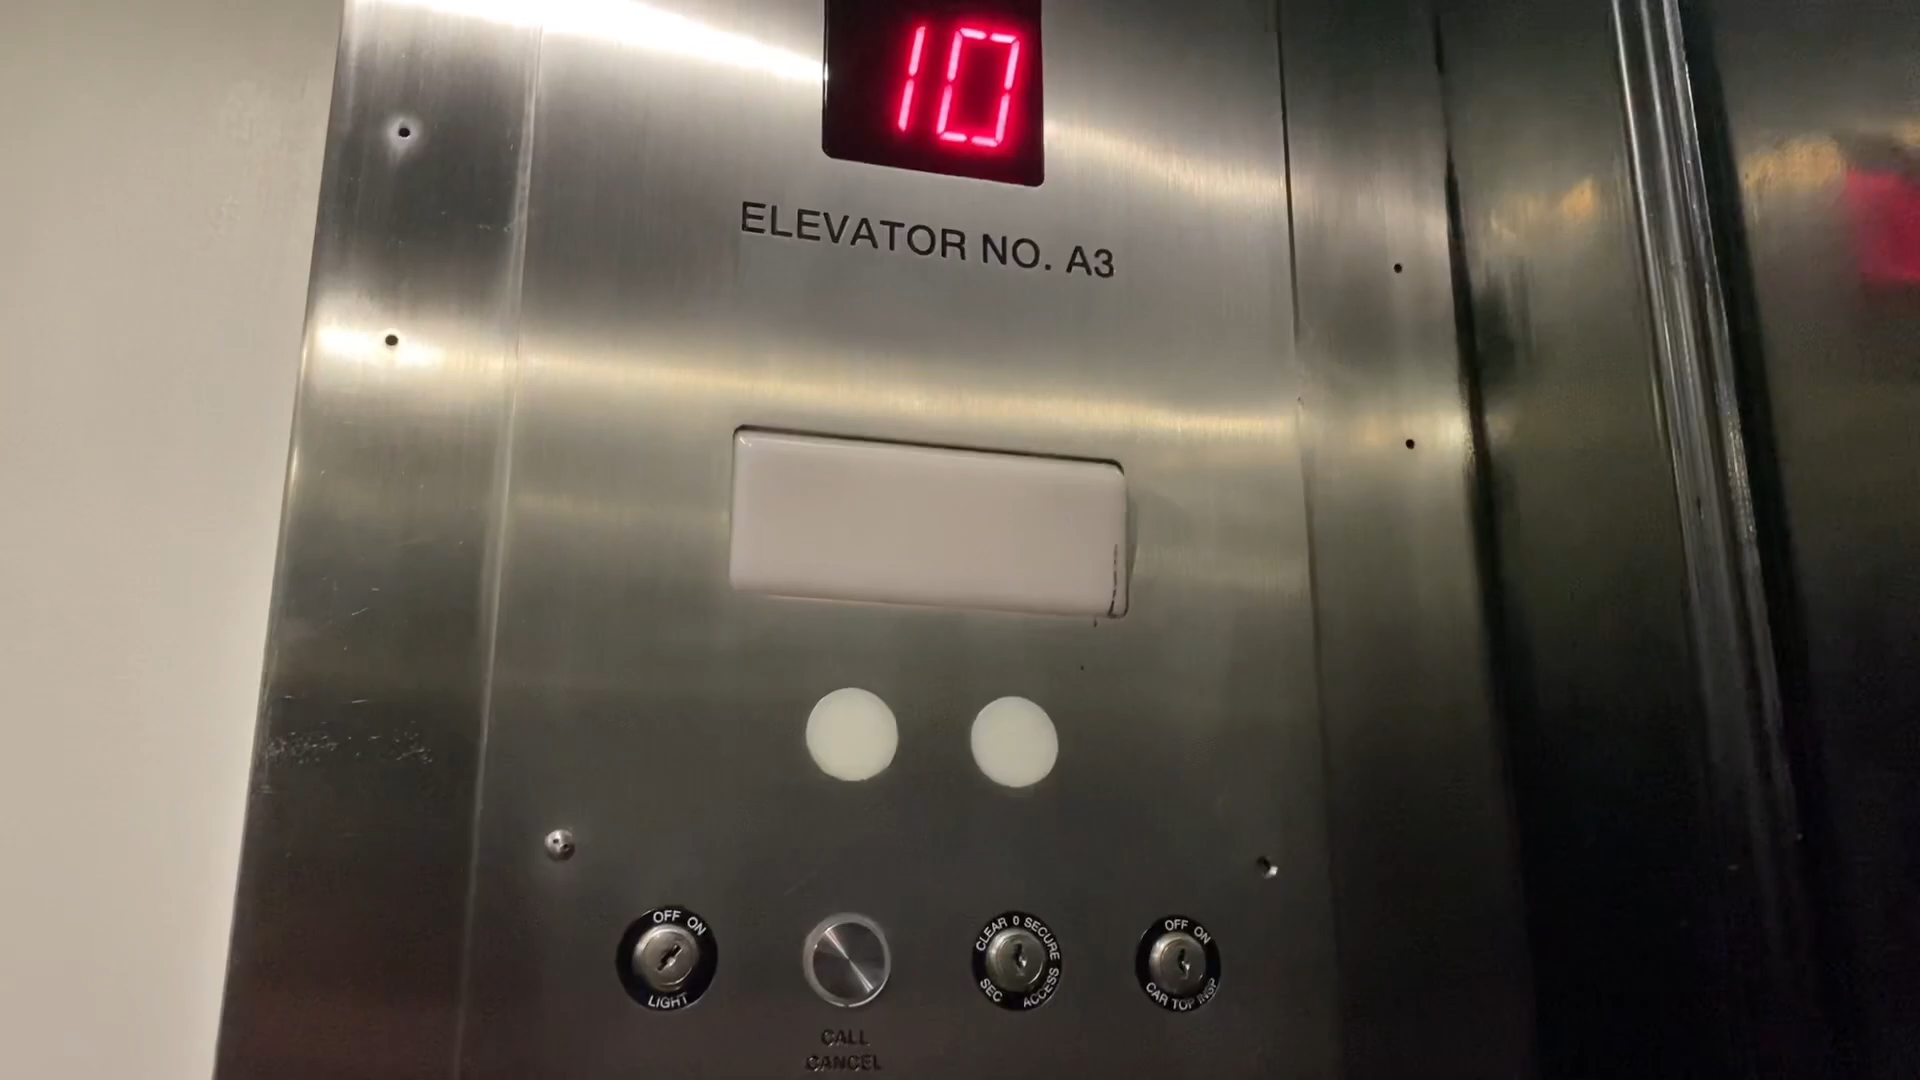 10
ELEVATOR NO. A3
OFF ON
LIGHT
CALL
CANCEL
CLEAR 0 SECURE
SEC ACCESS
OFF ON
CAR TOP INSP